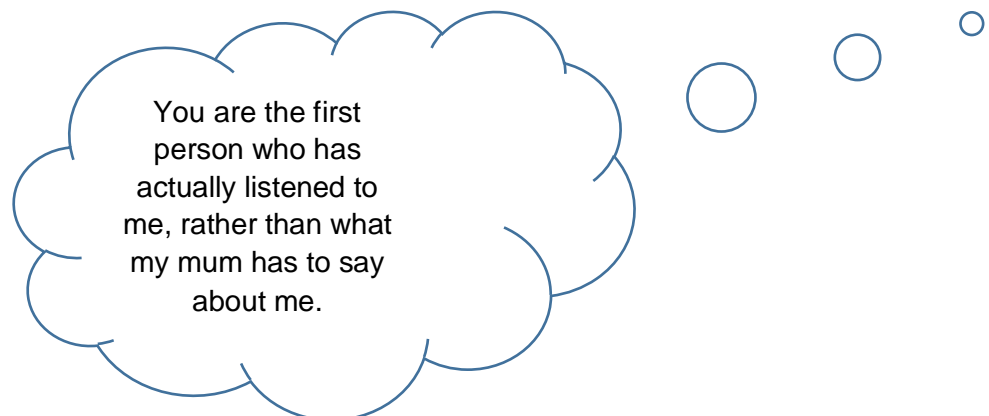 You are the first
person who has
actually listened to
me, rather than what
my mum has to say
about me.